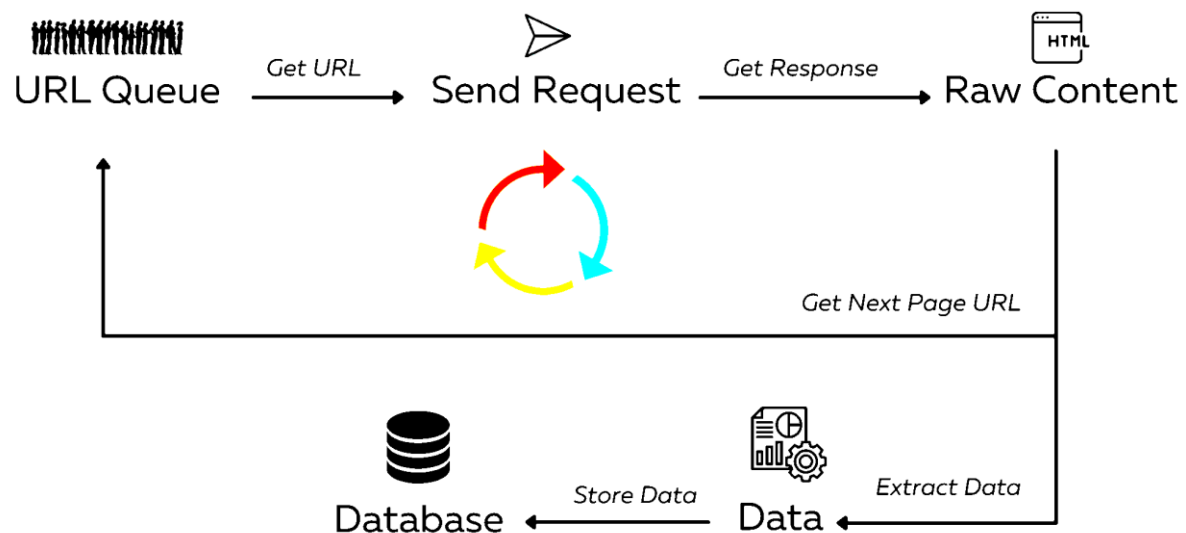 HTML
URL Queue
Get URL
Send Request
Get Response
Raw Content
Get Next Page URL
Extract Data
Data
Store Data
Database